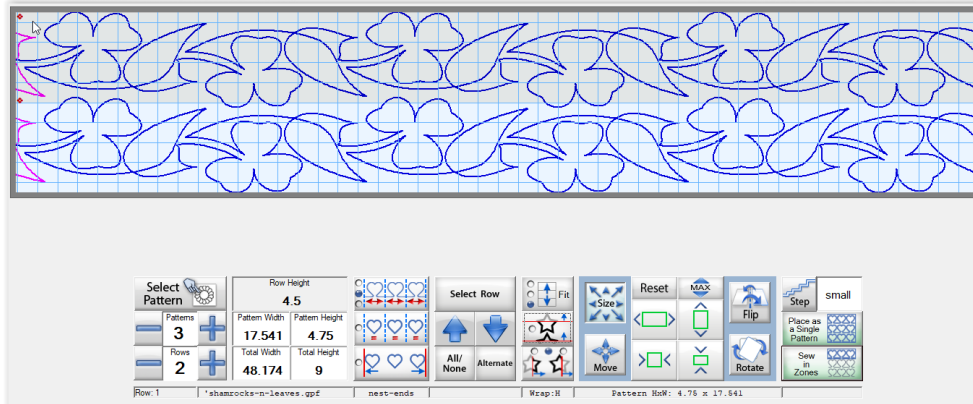 Select
Pattern
Row Height
4.5
Patterns
3
Pattern Width
17.541
Pattern Height
4.75
Rows
2
Total Width
48.174
Total Height
9
Select Row
All/
None
Alternate
Fit
Size
Move
Reset
MAX
Flip
Rotate
Step
small
Place as
a Single
Pattern
Sew
in
Zones
Row: 1
'shamrocks-n-leaves.gpf
nest-ends
Wrap:H
Pattern HxW: 4.75 x 17.541